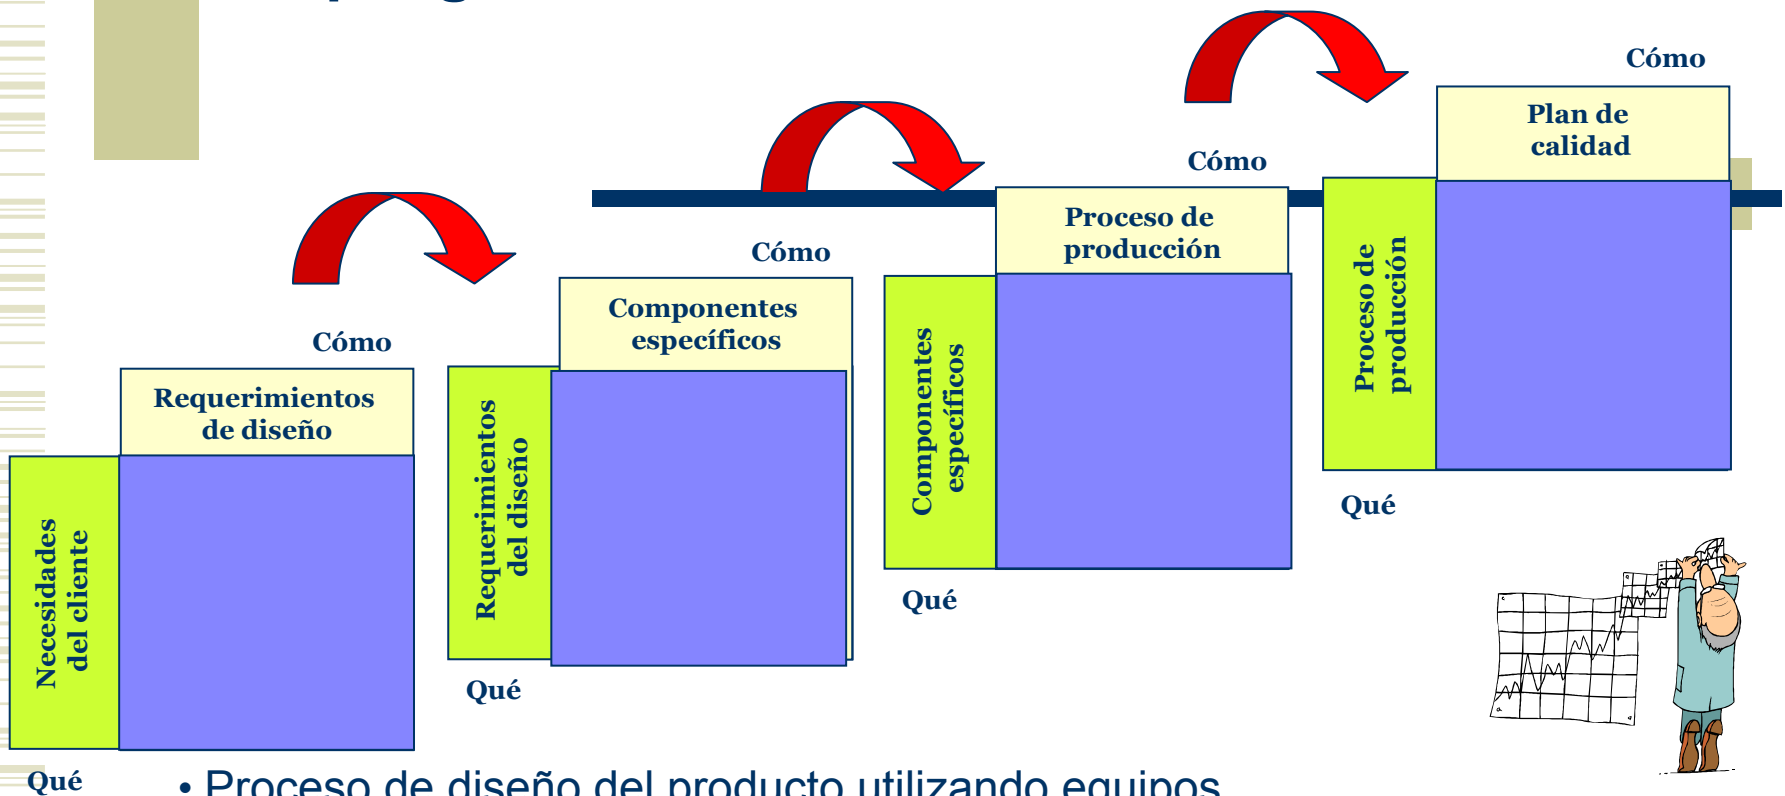 Cómo
Plan de
calidad
Cómo
Proceso de
producción
Proceso de
producción
Cómo
Componentes
específicos
Componentes
específicos
Cómo
Requerimientos
de diseño
Requerimientos
del diseño
Necesidades
del cliente
Qué
Qué
Qué
Qué
• Proceso de diseño del producto utilizando equipos